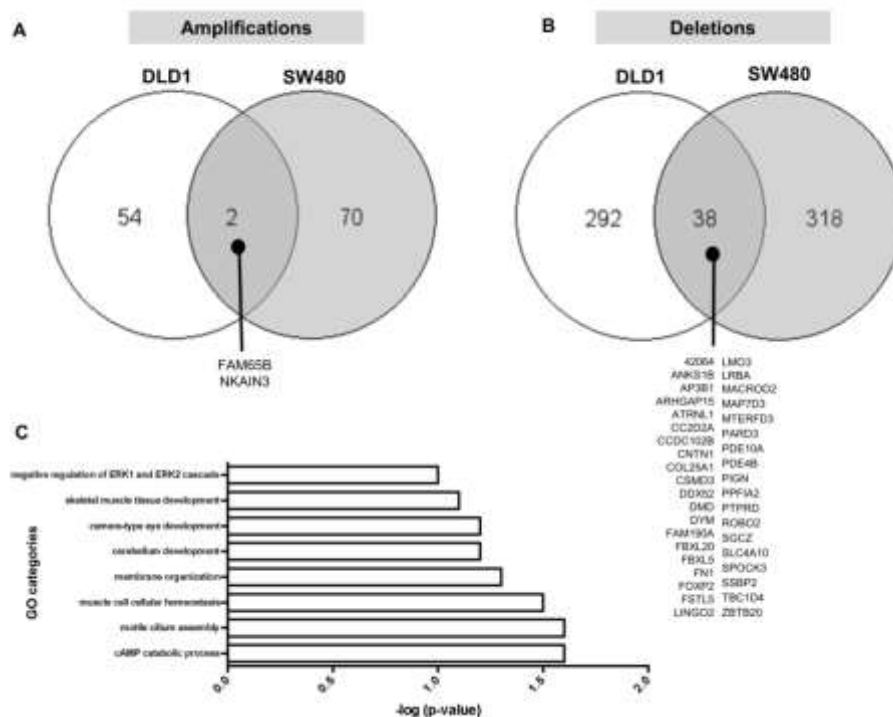 A
Amplifications
DLD1
SW480
54
2
70
FAM65B
NKAIN3
B
Deletions
DLD1
SW480
292
38
318
42064 LMO3
ANKS1B LRBA
AP3B1 MACROD2
ARHGAP15 MAP7D3
ATRNL1 MTERFD3
CC2D2A PARD3
CCDC102B PDE10A
CNTN1 PDE4B
COL25A1 PIGN
CSMD3 PPFIA2
DDX52 PTPRD
DMD ROBO2
DYM SGCZ
FAM190A SLC4A10
FBXL20 SPOCK3
FBXL5 SSBP2
FN1 TBC1D4
FOXP2 ZBTB20
FSTL5
LINGO2
C
GO categories
negative regulation of ERK1 and ERK2 cascade
skeletal muscle tissue development
camera-type eye development
cerebellum development
membrane organization
muscle cell cellular homeostasis
motile cilium assembly
cAMP catabolic process
0.0
0.5
1.0
1.5
2.0
-log (p-value)